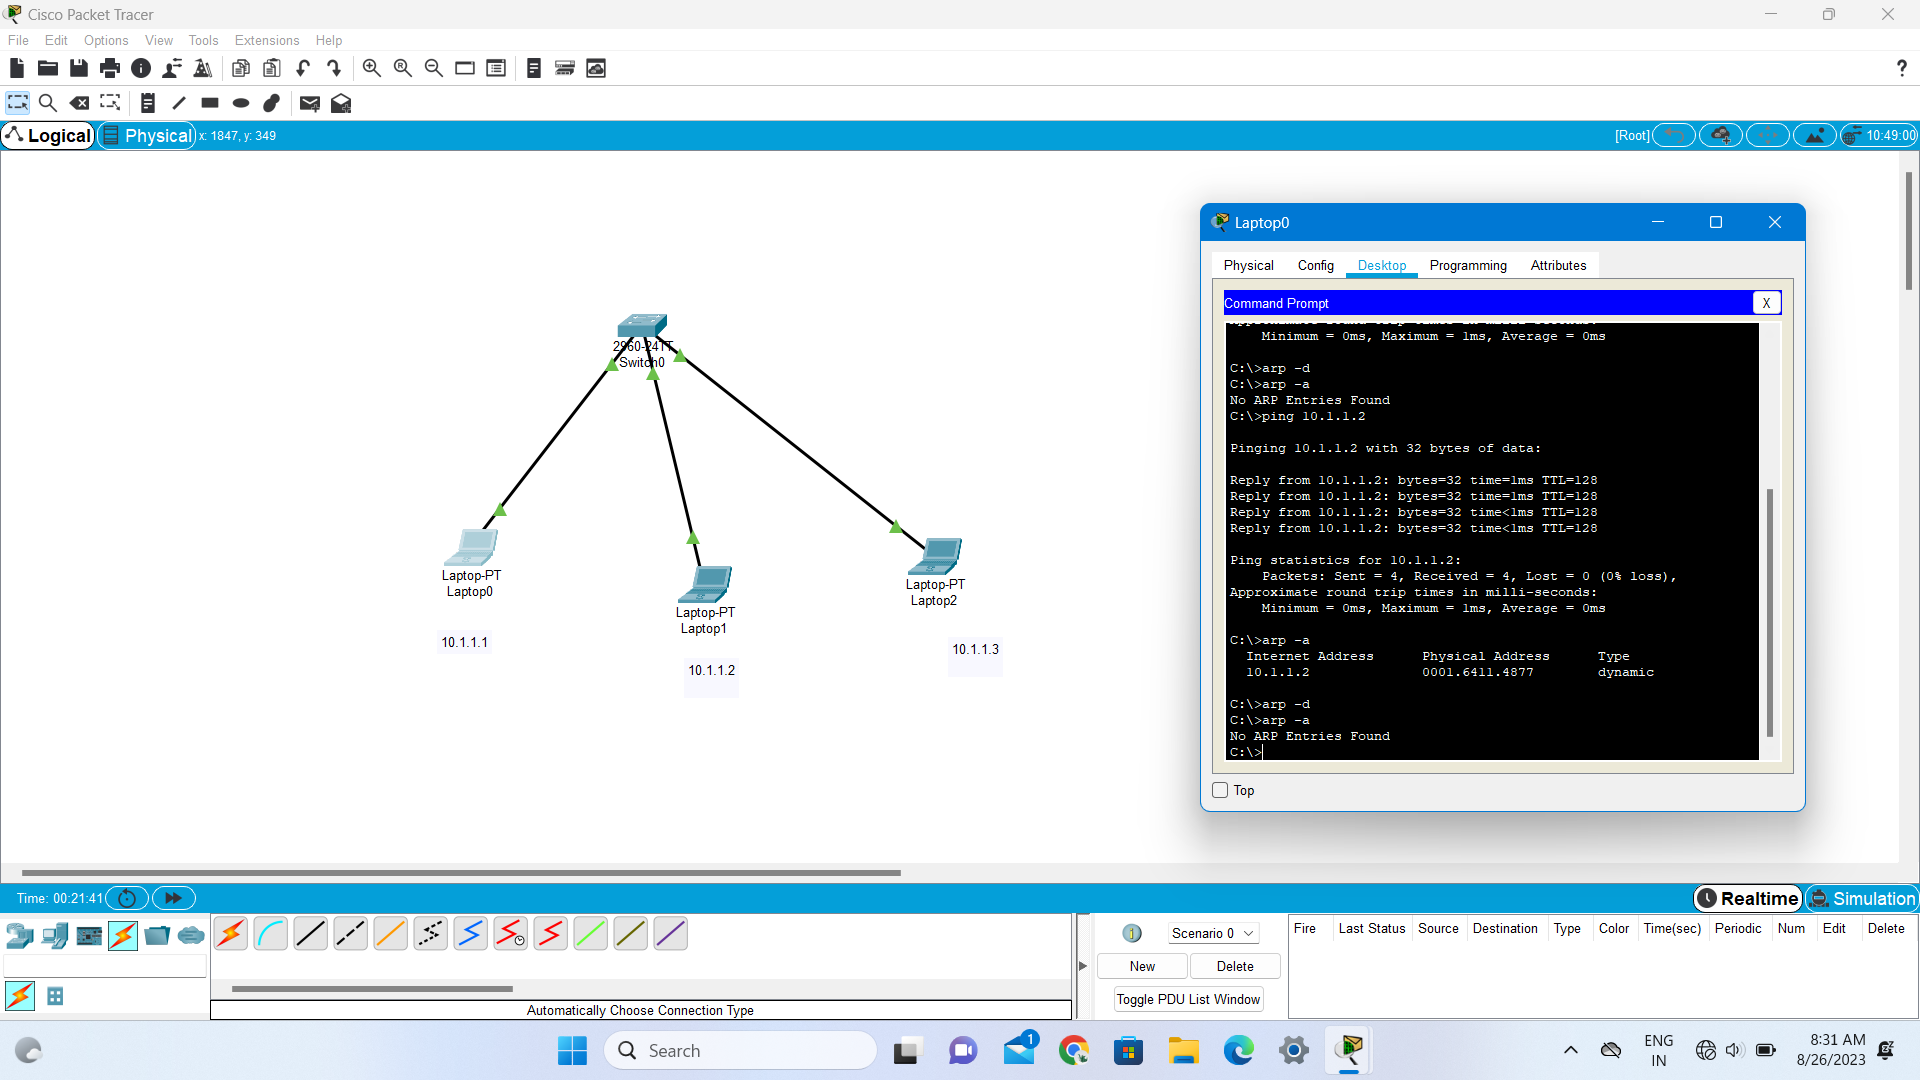 Cisco Packet Tracer
File Edit Options View Tools Extensions Help
Logical Physical x: 1847, y: 349 [Root] 10:49:00
2960-24TT
Switch0
Laptop-PT
Laptop0
10.1.1.1
Laptop-PT
Laptop1
10.1.1.2
Laptop-PT
Laptop2
10.1.1.3
Laptop0
Physical Config Desktop Programming Attributes
Command Prompt X
Approximate round trip times in milli-seconds:
Minimum = 0ms, Maximum = 1ms, Average = 0ms
C:\>arp -d
C:\>arp -a
No ARP Entries Found
C:\>ping 10.1.1.2
Pinging 10.1.1.2 with 32 bytes of data:
Reply from 10.1.1.2: bytes=32 time=1ms TTL=128
Reply from 10.1.1.2: bytes=32 time=1ms TTL=128
Reply from 10.1.1.2: bytes=32 time<1ms TTL=128
Reply from 10.1.1.2: bytes=32 time<1ms TTL=128
Ping statistics for 10.1.1.2:
Packets: Sent = 4, Received = 4, Lost = 0 (0% loss),
Approximate round trip times in milli-seconds:
Minimum = 0ms, Maximum = 1ms, Average = 0ms
C:\>arp -a
Internet Address Physical Address Type
10.1.1.2 0001.6411.4877 dynamic
C:\>arp -d
C:\>arp -a
No ARP Entries Found
C:\>
Top
Time: 00:21:41 Realtime Simulation
Automatically Choose Connection Type
Scenario 0
New Delete
Toggle PDU List Window
Fire Last Status Source Destination Type Color Time(sec) Periodic Num Edit Delete
Search
1
ENG
IN
8:31 AM
8/26/2023